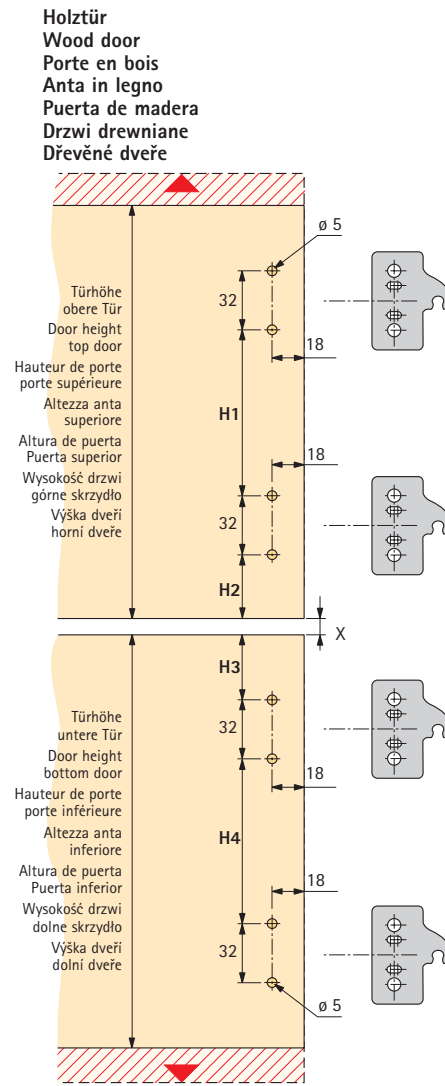 Holztür
Wood door
Porte en bois
Anta in legno
Puerta de madera
Drzwi drewniane
Dřevěné dveře
ø 5
32
18
Türhöhe
obere Tür
Door height
top door
Hauteur de porte
porte supérieure
Altezza anta
superiore
Altura de puerta
Puerta superior
Wysokość drzwi
górne skrzydło
Výška dveří
horní dveře
H1
18
32
H2
X
H3
32
18
Türhöhe
untere Tür
Door height
bottom door
Hauteur de porte
porte inférieure
Altezza anta
inferiore
Altura de puerta
Puerta inferior
Wysokość drzwi
dolne skrzydło
Výška dveří
dolní dveře
H4
18
32
ø 5